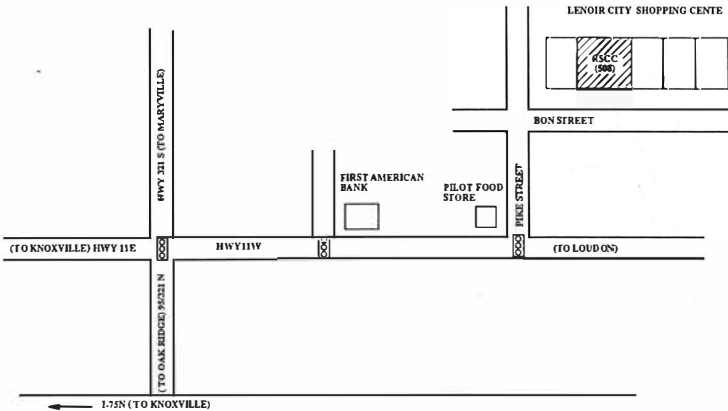 LENOIR CITY SHOPPING CENTE
RSCC
(508)
BON STREET
HWY 321 S (TO MARYVILLE)
FIRST AMERICAN
BANK
PILOT FOOD
STORE
PIKE STREET
(TO KNOXVILLE) HWY 11E
HWY11W
(TO LOUDON)
(TO OAK RIDGE) 95/321 N
I-75N (TO KNOXVILLE)